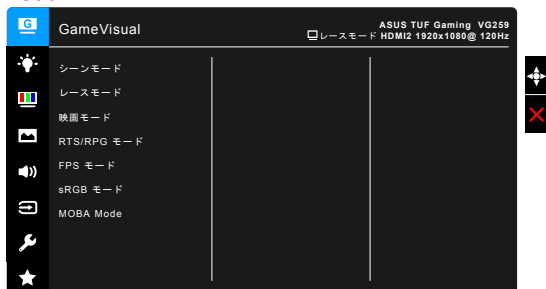 G
GameVisual
ASUS TUF Gaming VG259
レースモード HDMI2 1920x1080@ 120Hz
シーンモード
レースモード
映画モード
RTS/RPG モード
FPS モード
sRGB モード
MOBA Mode